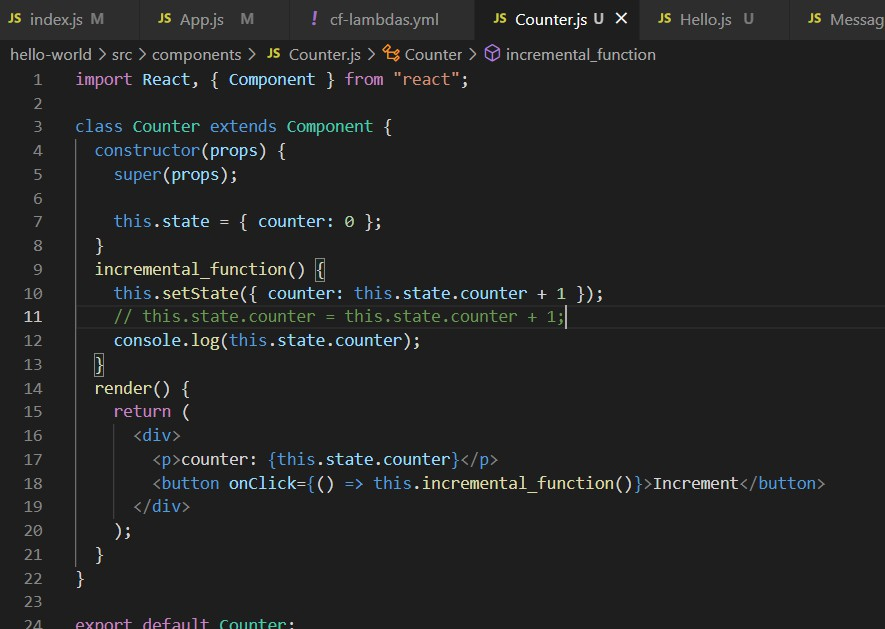 JS index.js M JS App.js M ! cf-lambdas.yml JS Counter.js U × JS Hello.js U JS Messag
hello-world > src > components > JS Counter.js > Counter > incremental_function
1 import React, { Component } from "react";
2
3 class Counter extends Component {
4 constructor(props) {
5 super(props);
6
7 this.state = { counter: 0 };
8 }
9 incremental_function() {
10 this.setState({ counter: this.state.counter + 1 });
11 // this.state.counter = this.state.counter + 1;
12 console.log(this.state.counter);
13 }
14 render() {
15 return (
16 <div>
17 <p>counter: {this.state.counter}</p>
18 <button onClick={() => this.incremental_function()}>Increment</button>
19 </div>
20 );
21 }
22 }
23
24 export default Counter;